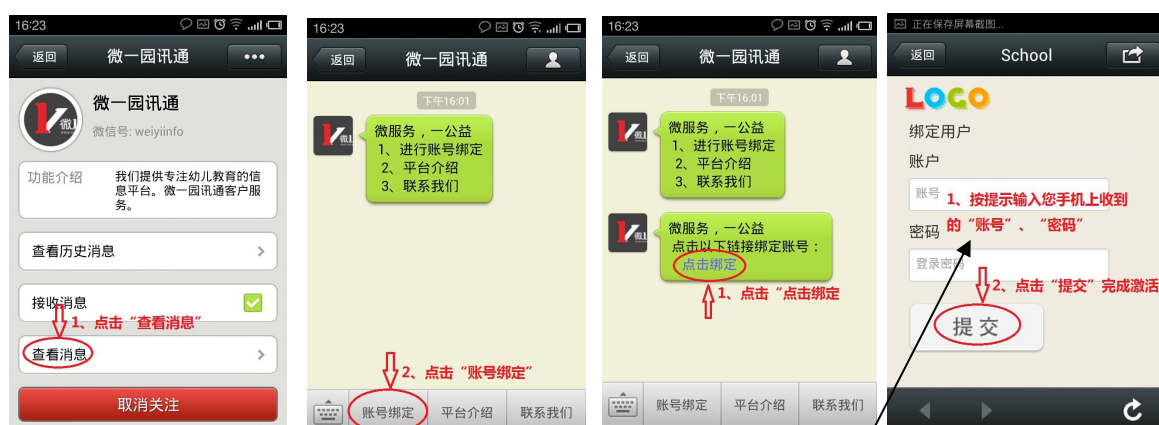 16:23
返回
微一园讯通
微1
微一园讯通
微信号: weiyiinfo
功能介绍
我们提供专注幼儿教育的信
息平台。微一园讯通客户服
务。
查看历史消息
接收消息
1、点击“查看消息”
查看消息
取消关注
16:23
返回
微一园讯通
下午16:01
微1
微服务，一公益
1、进行账号绑定
2、平台介绍
3、联系我们
2、点击“账号绑定”
账号绑定
平台介绍
联系我们
16:23
返回
微一园讯通
下午16:01
微1
微服务，一公益
1、进行账号绑定
2、平台介绍
3、联系我们
微1
微服务，一公益
点击以下链接绑定账号：
点击绑定
1、点击“点击绑定
账号绑定
平台介绍
联系我们
正在保存屏幕截图...
返回
School
LOGO
绑定用户
账户
账号
1、按提示输入您手机上收到
的“账号”、“密码”
密码
登录密码
2、点击“提交”完成激活
提 交